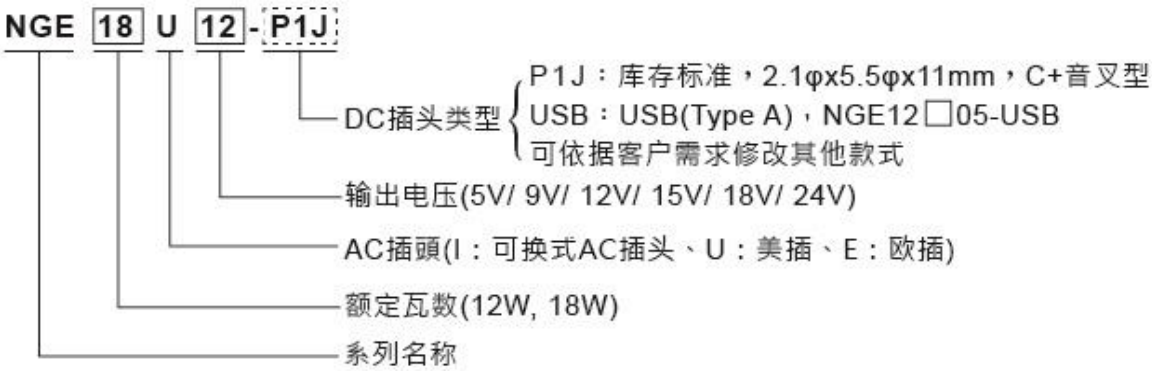 NGE 18 U 12-P1J
P1J：库存标准，2.1φx5.5φx11mm，C+音叉型
DC插头类型
USB：USB(Type A)，NGE12□05-USB
可依据客户需求修改其他款式
输出电压(5V/ 9V/ 12V/ 15V/ 18V/ 24V)
AC插頭(I：可换式AC插头、U：美插、E：欧插)
额定瓦数(12W, 18W)
系列名称